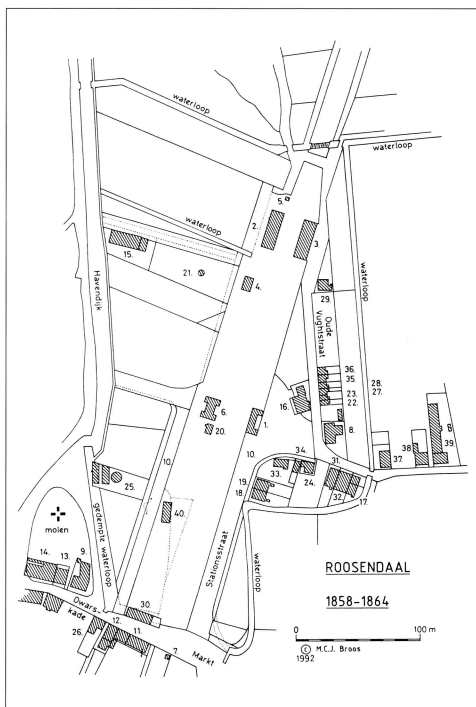 waterloop
waterloop
5.
2.
3.
waterloop
15.
21.
4.
waterloop
Havendijk
29.
Oude
Vughtstraat
36.
35.
23.
22.
28.
27.
16.
6.
20.
1.
8.
38
B
39.
37.
10.
10.
34.
31.
33.
24.
19.
18.
32.
17.
25.
40.
gedempte waterloop
Stationsstraat
waterloop
molen
14.
13.
9.
30.
Dwars-
kade
12.
11.
26.
7.
Markt
ROOSENDAAL
1858-1864
0
100 m
© M.C.J. Broos
1992